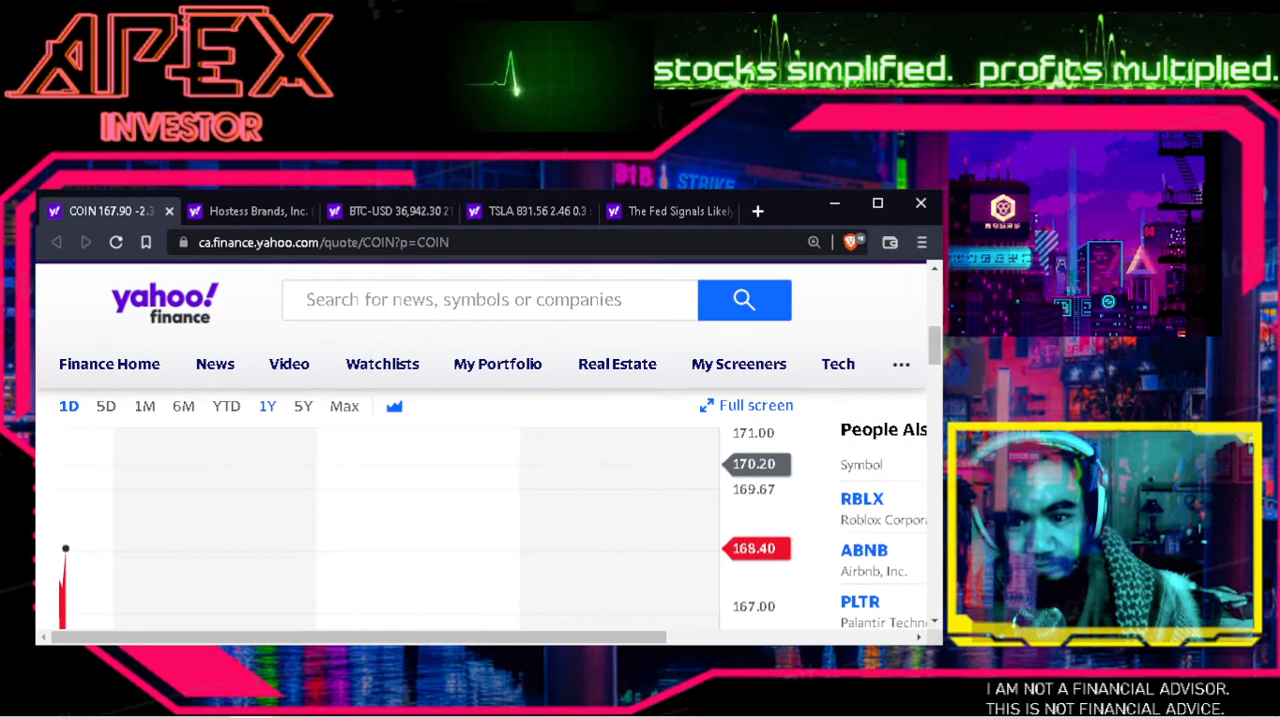 APEX
INVESTOR
stocks simplified. profits multiplied.
B1B
STRIKE
COIN 167.90 -2.3
Hostess Brands, Inc. (
BTC-USD 36,942.30 21
TSLA 831.56 2.46 0.3
The Fed Signals Likely
ca.finance.yahoo.com/quote/COIN?p=COIN
yahoo!
finance
Search for news, symbols or companies
Finance Home News Video Watchlists My Portfolio Real Estate My Screeners Tech ...
1D 5D 1M 6M YTD 1Y 5Y Max
Full screen
171.00
170.20
169.67
168.40
167.00
People Als
Symbol
RBLX
Roblox Corpor
ABNB
Airbnb, Inc.
PLTR
Palantir Techn
I AM NOT A FINANCIAL ADVISOR.
THIS IS NOT FINANCIAL ADVICE.